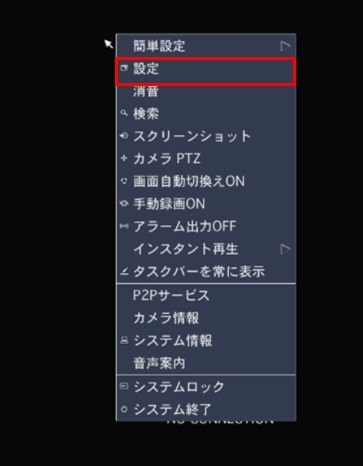 簡単設定
設定
消音
検索
スクリーンショット
カメラ PTZ
画面自動切換えON
手動録画ON
アラーム出力OFF
インスタント再生
タスクバーを常に表示
P2Pサービス
カメラ情報
システム情報
音声案内
システムロック
システム終了
NO CONNECTION